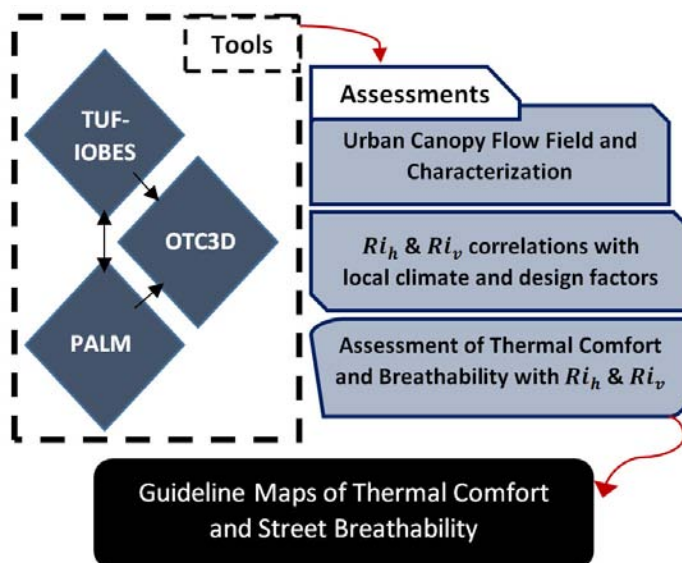 Tools
TUF-
IOBES
OTC3D
PALM
Assessments
Urban Canopy Flow Field and
Characterization
Ri_h & Ri_v correlations with
local climate and design factors
Assessment of Thermal Comfort
and Breathability with Ri_h & Ri_v
Guideline Maps of Thermal Comfort
and Street Breathability